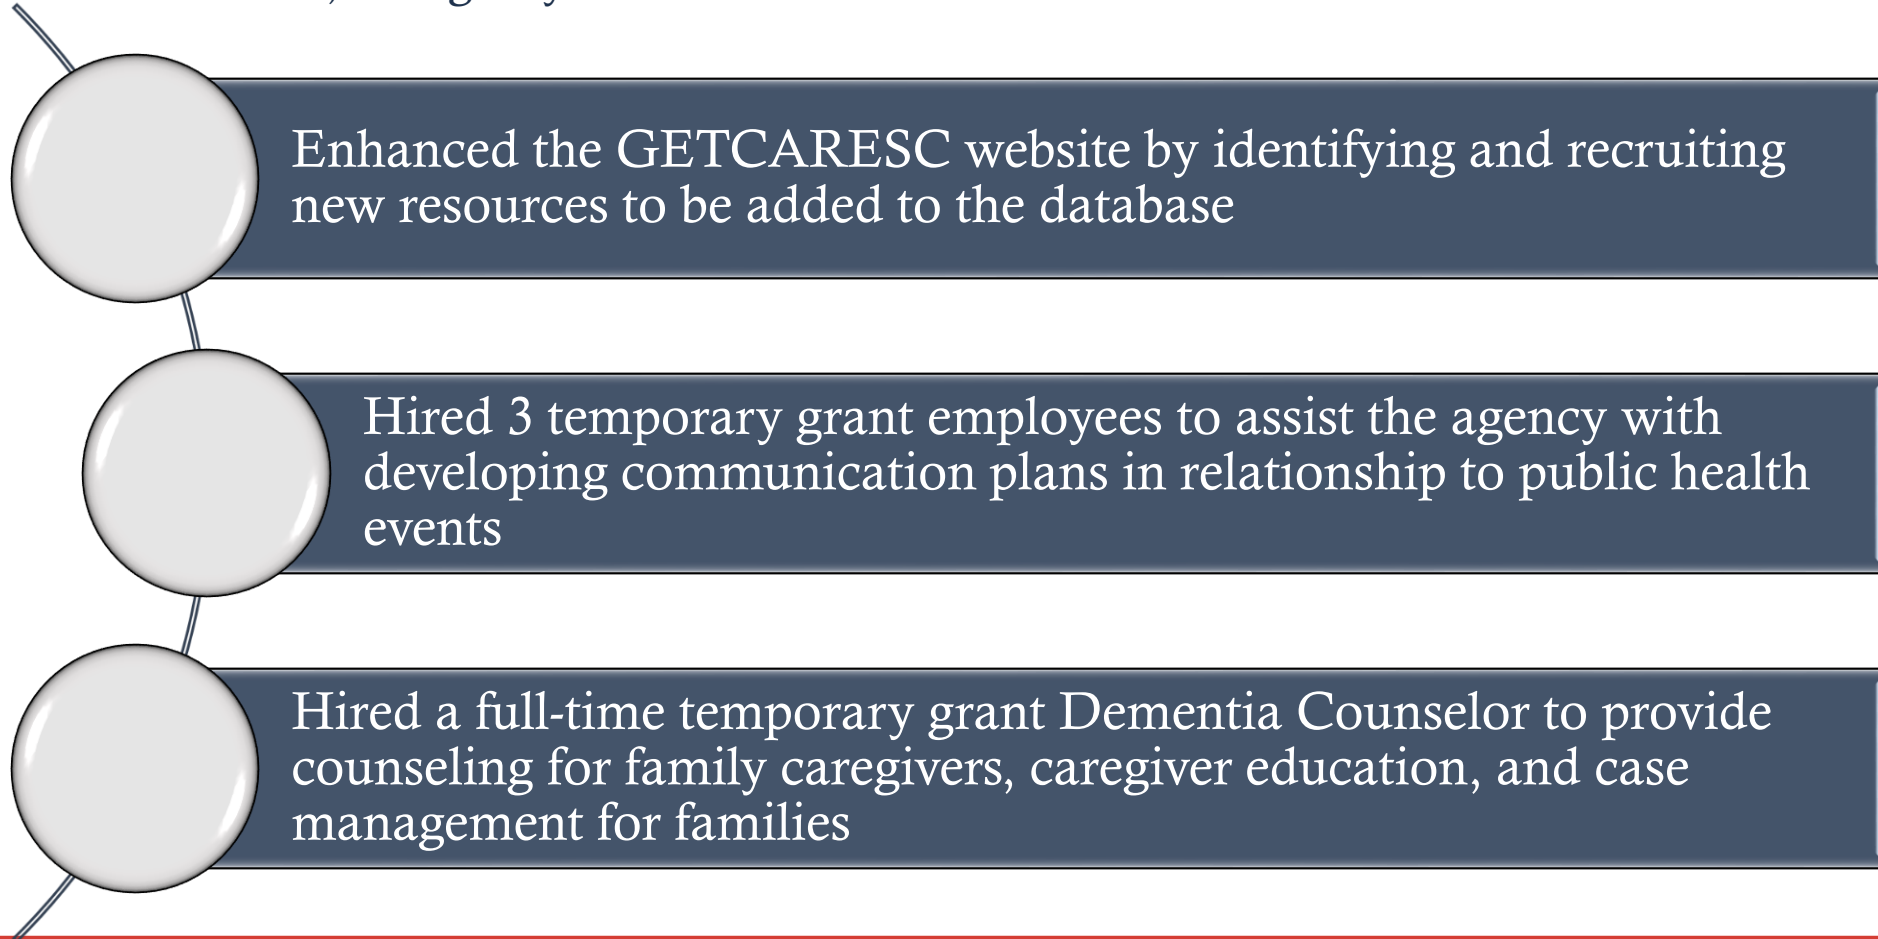 Enhanced the GETCARESC website by identifying and recruiting
new resources to be added to the database
Hired 3 temporary grant employees to assist the agency with
developing communication plans in relationship to public health
events
Hired a full-time temporary grant Dementia Counselor to provide
counseling for family caregivers, caregiver education, and case
management for families